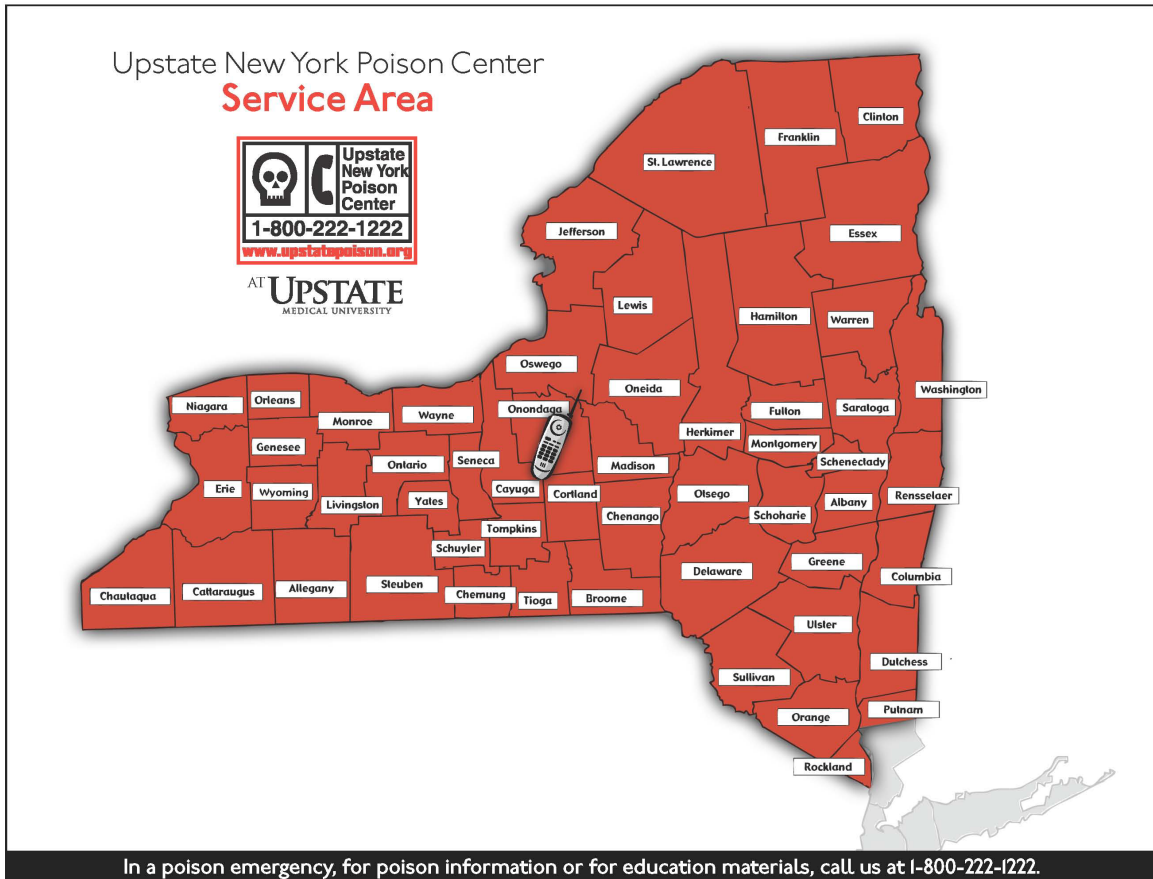 Upstate New York Poison Center
Service Area
Upstate
New York
Poison
Center
1-800-222-1222
www.upstatepoison.org
AT UPSTATE
MEDICAL UNIVERSITY
Clinton
Franklin
St. Lawrence
Jefferson
Essex
Lewis
Hamilton
Warren
Oswego
Oneida
Washington
Niagara
Orleans
Monroe
Wayne
Onondaga
Fulton
Saratoga
Herkimer
Montgomery
Genesee
Ontario
Seneca
Madison
Schenectady
Erie
Wyoming
Livingston
Yates
Cayuga
Cortland
Otsego
Albany
Rensselaer
Chenango
Schoharie
Tompkins
Schuyler
Greene
Delaware
Columbia
Chautaqua
Cattaraugus
Allegany
Steuben
Chemung
Tioga
Broome
Ulster
Dutchess
Sullivan
Putnam
Orange
Rockland
In a poison emergency, for poison information or for education materials, call us at 1-800-222-1222.